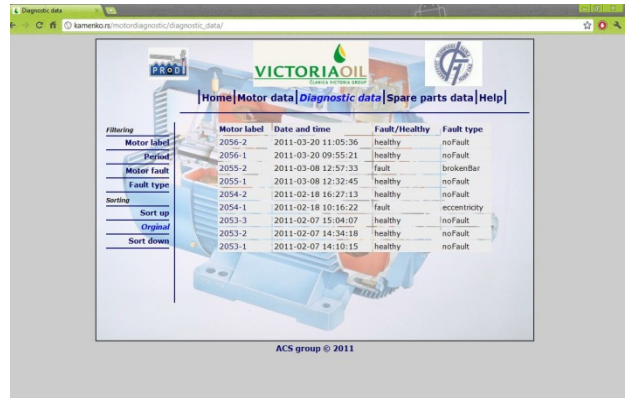 Diagnostic data
kamenko.rs/motordiagnostic/diagnostic_data/
PRODI
VICTORIAOIL
ČLANICA VICTORIA GROUP
Home|Motor data|Diagnostic data|Spare parts data|Help|
Filtering
Motor label
Period
Motor fault
Fault type
Sorting
Sort up
Orginal
Sort down
Motor label Date and time Fault/Healthy Fault type
2056-2 2011-03-20 11:05:36 healthy noFault
2056-1 2011-03-20 09:55:21 healthy noFault
2055-2 2011-03-08 12:57:33 fault brokenBar
2055-1 2011-03-08 12:32:45 healthy noFault
2054-2 2011-02-18 16:27:13 healthy noFault
2054-1 2011-02-18 10:16:22 fault eccentricity
2053-3 2011-02-07 15:04:07 healthy noFault
2053-2 2011-02-07 14:34:18 healthy noFault
2053-1 2011-02-07 14:10:15 healthy noFault
ACS group © 2011